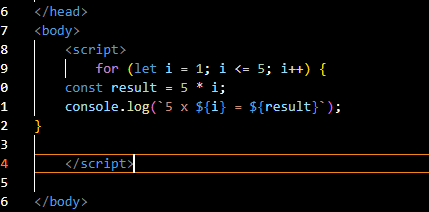 6 </head>
7 <body>
8 <script>
9 for (let i = 1; i <= 5; i++) {
0 const result = 5 * i;
1 console.log(`5 x ${i} = ${result}`);
2 }
3
4 </script>
5
6 </body>